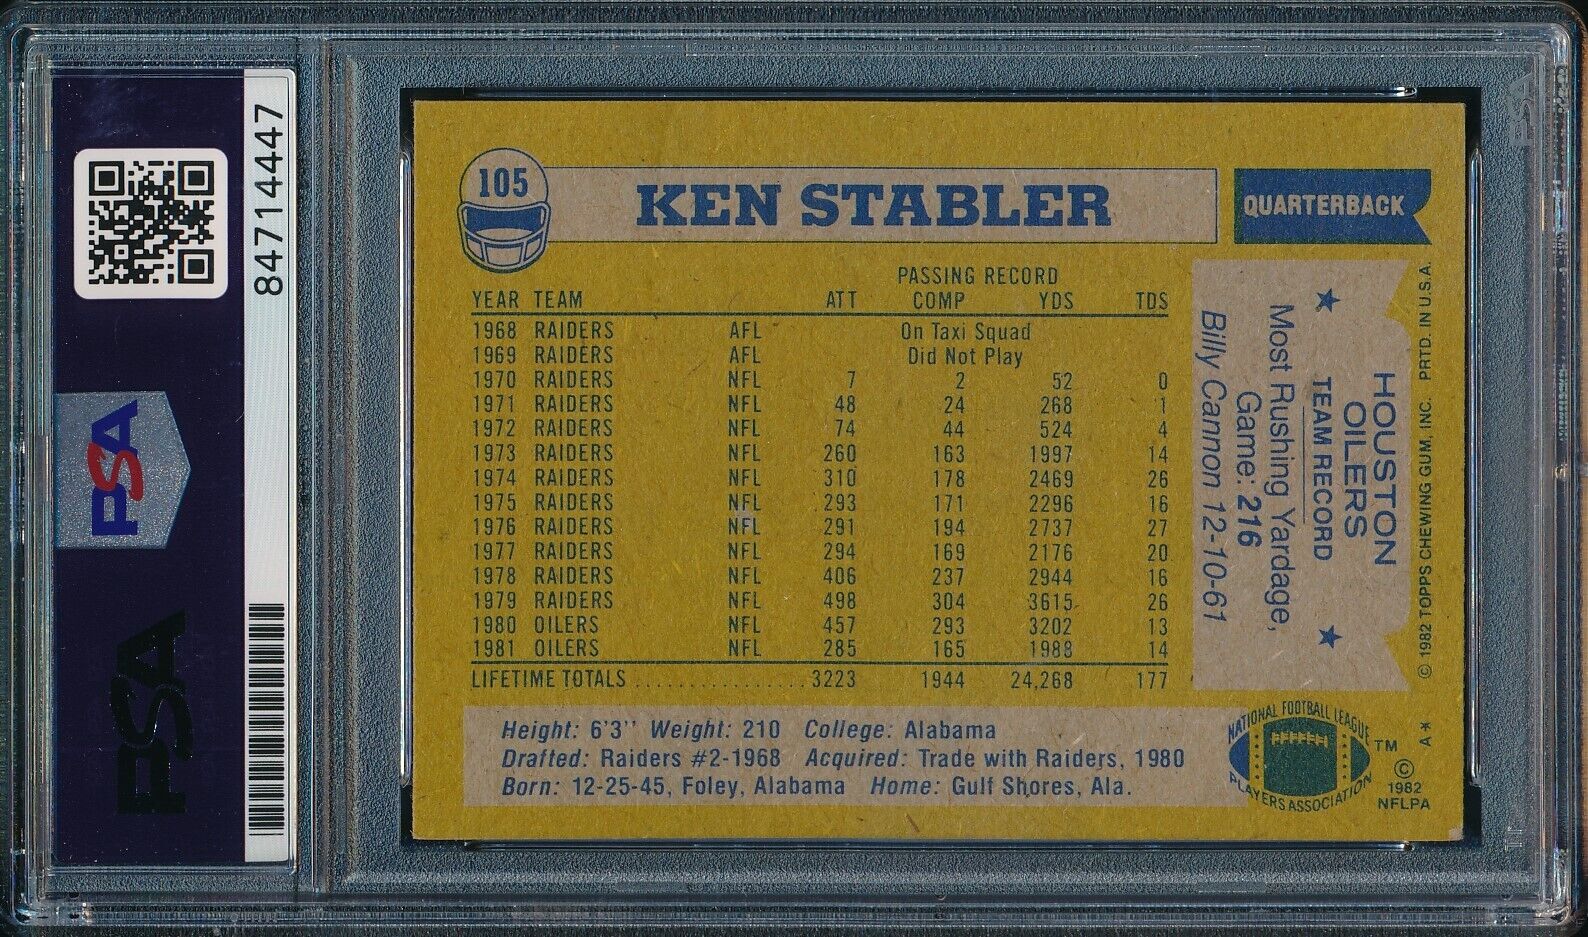 84714447
PSA
PSA
105
KEN STABLER
QUARTERBACK
PASSING RECORD
YEAR TEAM ATT COMP YDS TDS
1968 RAIDERS AFL On Taxi Squad
1969 RAIDERS AFL Did Not Play
1970 RAIDERS NFL 7 2 52 0
1971 RAIDERS NFL 48 24 268 1
1972 RAIDERS NFL 74 44 524 4
1973 RAIDERS NFL 260 163 1997 14
1974 RAIDERS NFL 310 178 2469 26
1975 RAIDERS NFL 293 171 2296 16
1976 RAIDERS NFL 291 194 2737 27
1977 RAIDERS NFL 294 169 2176 20
1978 RAIDERS NFL 406 237 2944 16
1979 RAIDERS NFL 498 304 3615 26
1980 OILERS NFL 457 293 3202 13
1981 OILERS NFL 285 165 1988 14
LIFETIME TOTALS ................ 3223 1944 24,268 177
Height: 6'3'' Weight: 210 College: Alabama
Drafted: Raiders #2-1968 Acquired: Trade with Raiders, 1980
Born: 12-25-45, Foley, Alabama Home: Gulf Shores, Ala.
HOUSTON
OILERS
TEAM RECORD
Most Rushing Yardage,
Game: 216
Billy Cannon 12-10-61
© 1982 TOPPS CHEWING GUM, INC. PRTD. IN U.S.A.
A*
NATIONAL FOOTBALL LEAGUE
PLAYERS ASSOCIATION
TM
©
1982
NFLPA
PSA